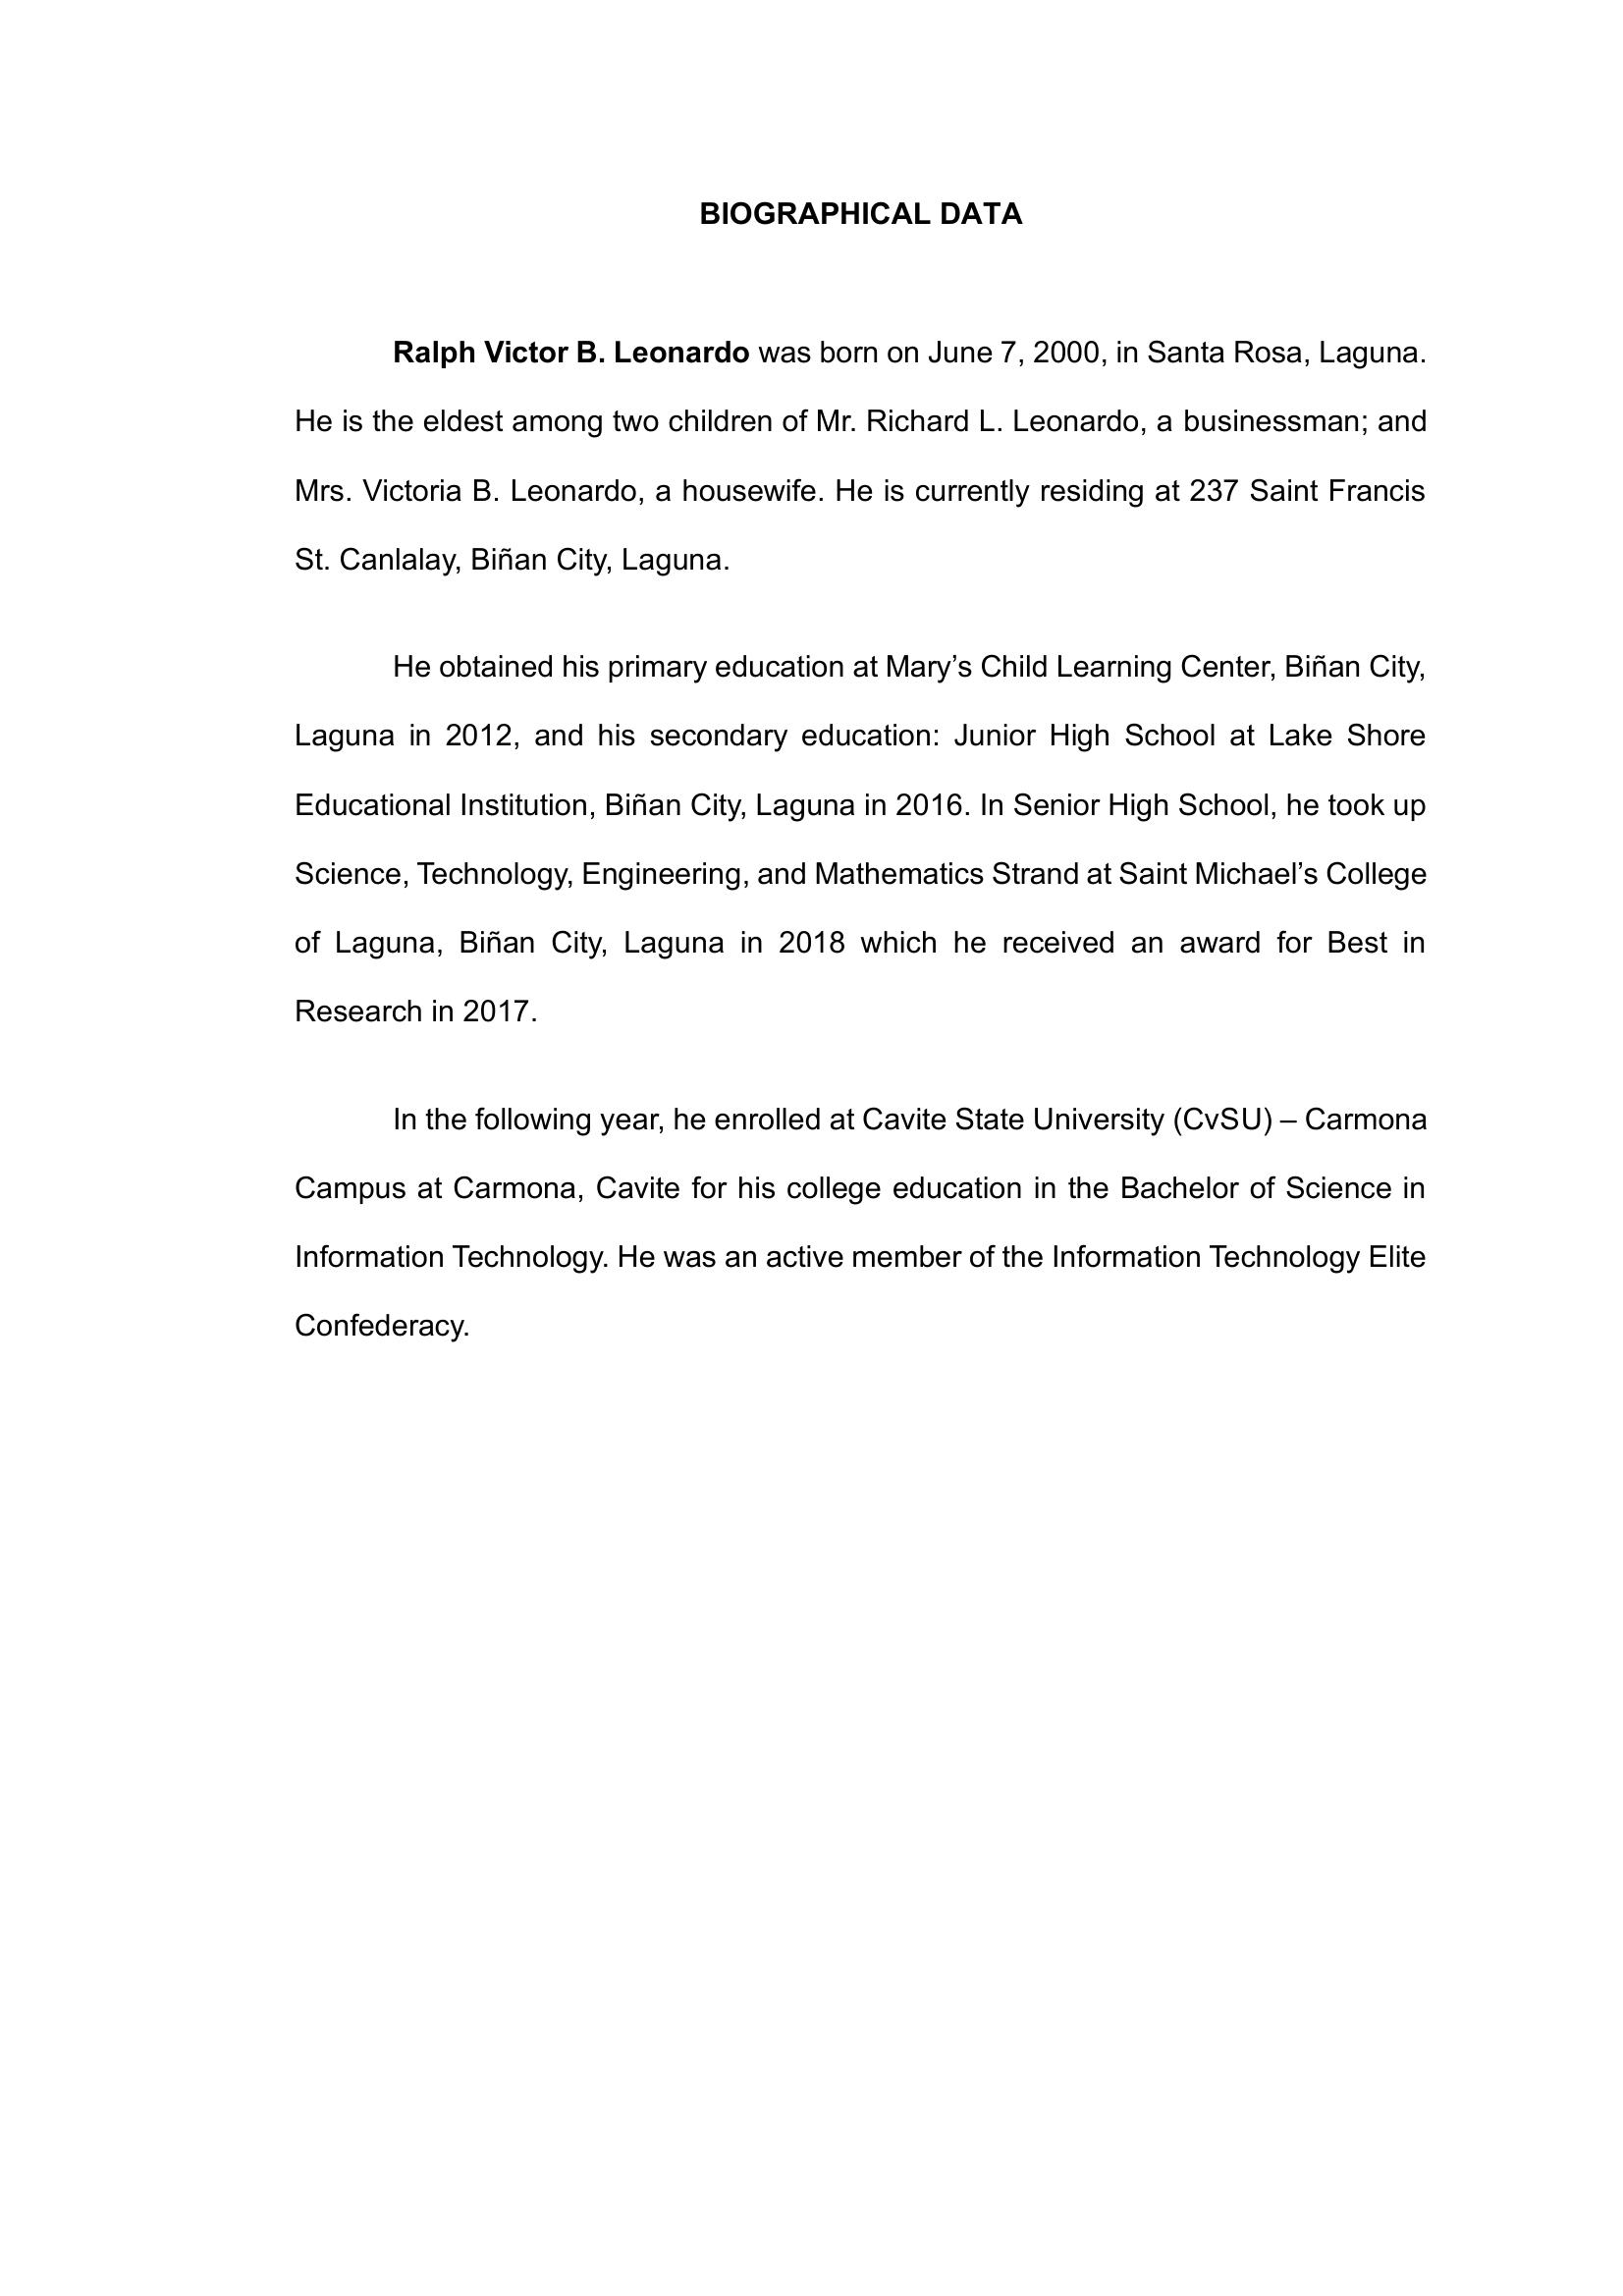 BIOGRAPHICAL DATA
Ralph Victor B. Leonardo was born on June 7, 2000, in Santa Rosa, Laguna.
He is the eldest among two children of Mr. Richard L. Leonardo, a businessman; and
Mrs. Victoria B. Leonardo, a housewife. He is currently residing at 237 Saint Francis
St. Canlalay, Biñan City, Laguna.
He obtained his primary education at Mary’s Child Learning Center, Biñan City,
Laguna in 2012, and his secondary education: Junior High School at Lake Shore
Educational Institution, Biñan City, Laguna in 2016. In Senior High School, he took up
Science, Technology, Engineering, and Mathematics Strand at Saint Michael’s College
of Laguna, Biñan City, Laguna in 2018 which he received an award for Best in
Research in 2017.
In the following year, he enrolled at Cavite State University (CvSU) – Carmona
Campus at Carmona, Cavite for his college education in the Bachelor of Science in
Information Technology. He was an active member of the Information Technology Elite
Confederacy.